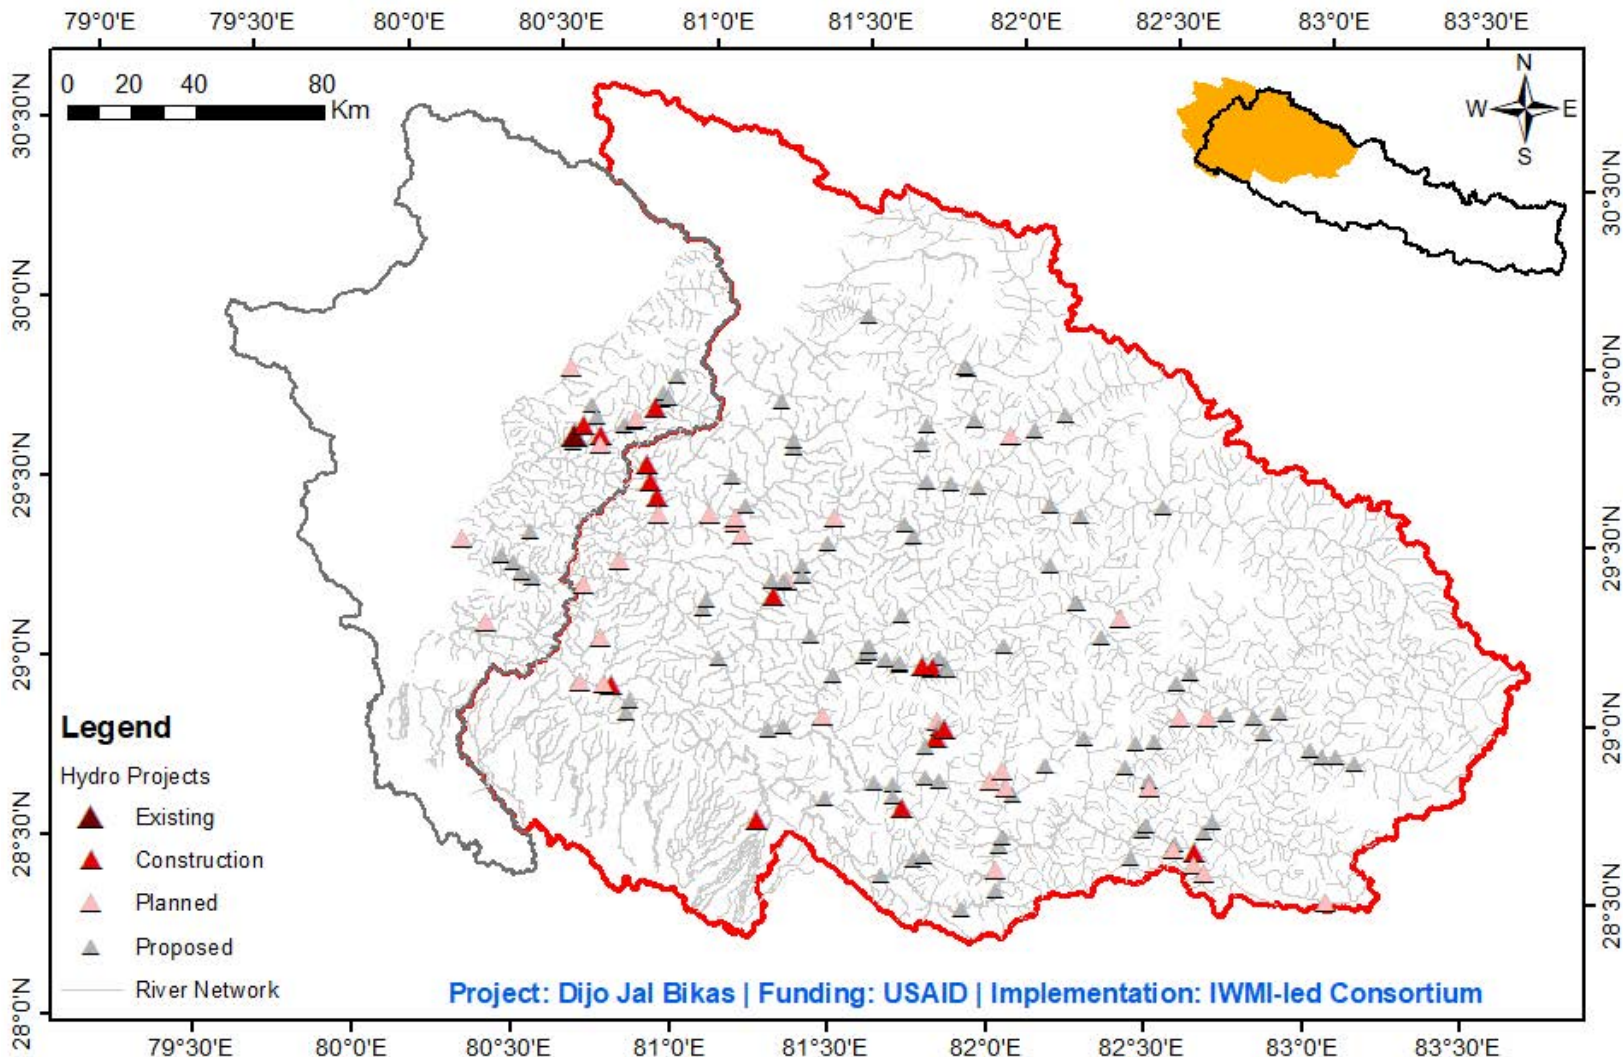 79°0'E 79°30'E 80°0'E 80°30'E 81°0'E 81°30'E 82°0'E 82°30'E 83°0'E 83°30'E
0 20 40 80
Km
N
W E
S
30°30'N
30°0'N
29°30'N
29°0'N
28°30'N
28°0'N
30°30'N
30°0'N
29°30'N
29°0'N
28°30'N
Legend
Hydro Projects
Existing
Construction
Planned
Proposed
River Network
Project: Dijo Jal Bikas | Funding: USAID | Implementation: IWMI-led Consortium
79°30'E 80°0'E 80°30'E 81°0'E 81°30'E 82°0'E 82°30'E 83°0'E 83°30'E